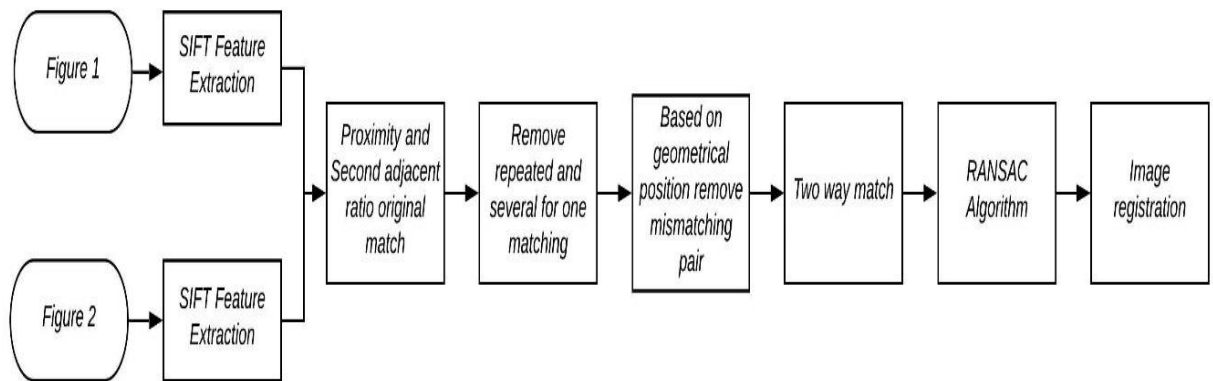 Figure 1
SIFT Feature
Extraction
Figure 2
SIFT Feature
Extraction
Proximity and
Second adjacent
ratio original
match
Remove
repeated and
several for one
matching
Based on
geometrical
position remove
mismatching
pair
Two way match
RANSAC
Algorithm
Image
registration